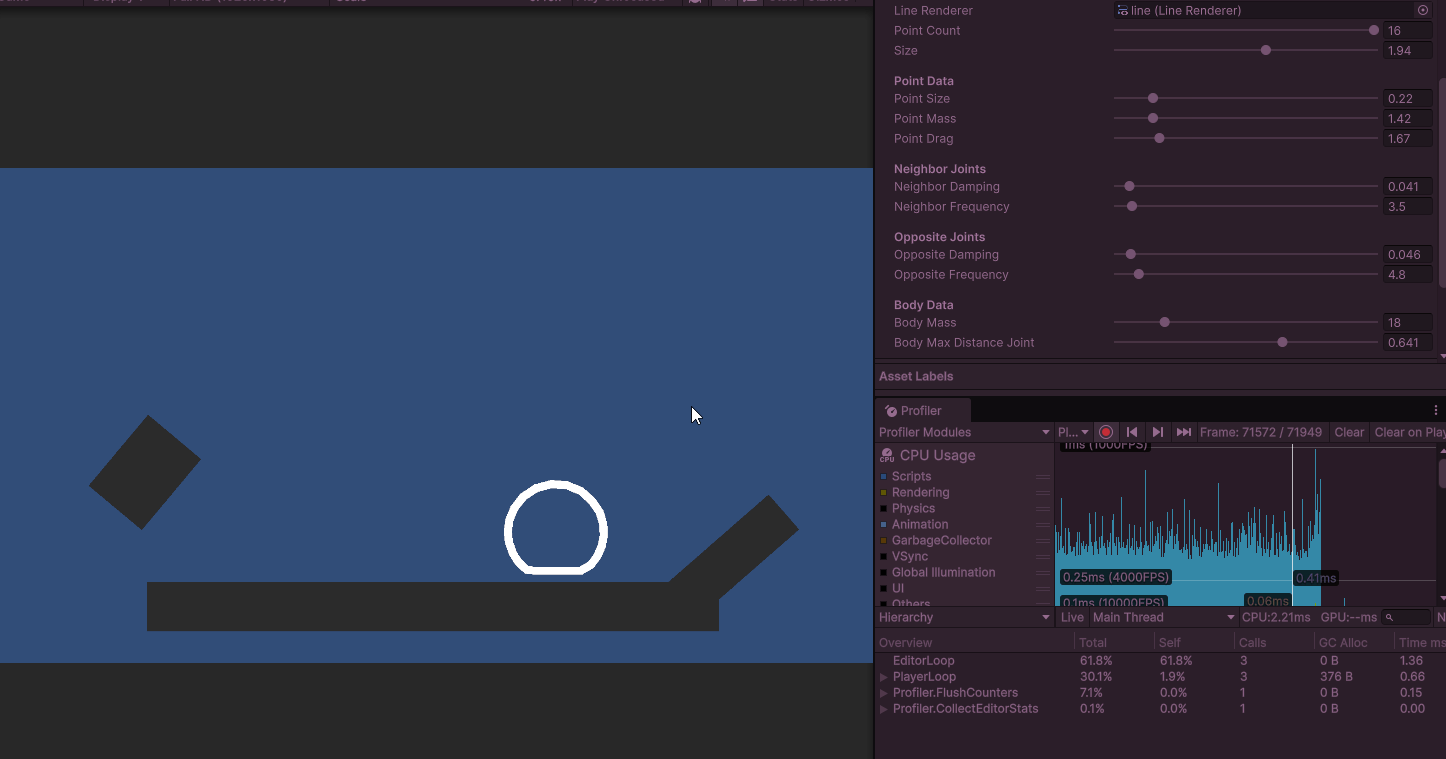 Line Renderer line (Line Renderer)
Point Count 16
Size 1.94
Point Data
Point Size 0.22
Point Mass 1.42
Point Drag 1.67
Neighbor Joints
Neighbor Damping 0.041
Neighbor Frequency 3.5
Opposite Joints
Opposite Damping 0.046
Opposite Frequency 4.8
Body Data
Body Mass 18
Body Max Distance Joint 0.641
Asset Labels
Profiler
Profiler Modules Pl... Frame: 71572 / 71949 Clear Clear on Play
1ms (1000FPS)
CPU CPU Usage
Scripts
Rendering
Physics
Animation
GarbageCollector
VSync
Global Illumination
0.25ms (4000FPS) 0.41ms
UI
Others
0.1ms (10000FPS) 0.06ms
Hierarchy Live Main Thread CPU:2.21ms GPU:--ms N
Overview Total Self Calls GC Alloc Time ms
EditorLoop 61.8% 61.8% 3 0 B 1.36
PlayerLoop 30.1% 1.9% 3 376 B 0.66
Profiler.FlushCounters 7.1% 0.0% 1 0 B 0.15
Profiler.CollectEditorStats 0.1% 0.0% 1 0 B 0.00